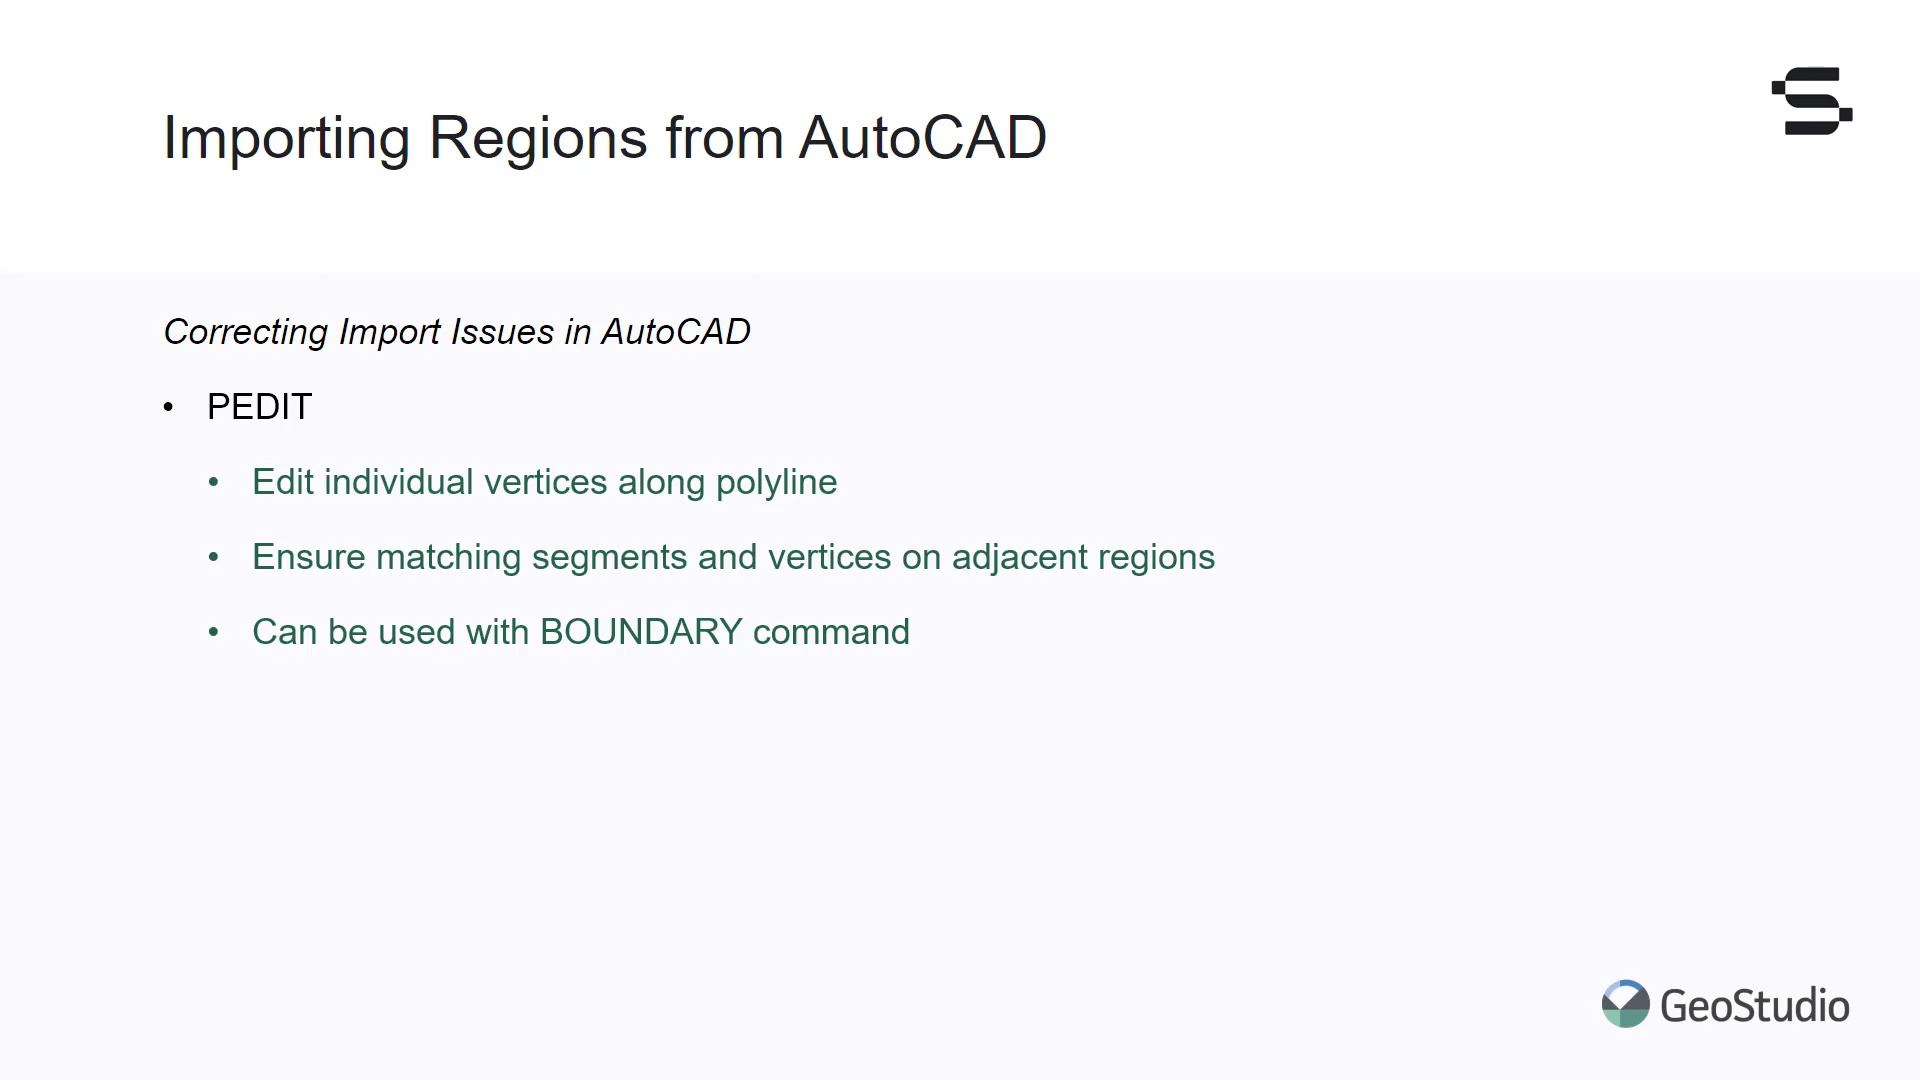 Importing Regions from AutoCAD
Correcting Import Issues in AutoCAD
• PEDIT
• Edit individual vertices along polyline
• Ensure matching segments and vertices on adjacent regions
• Can be used with BOUNDARY command
GeoStudio